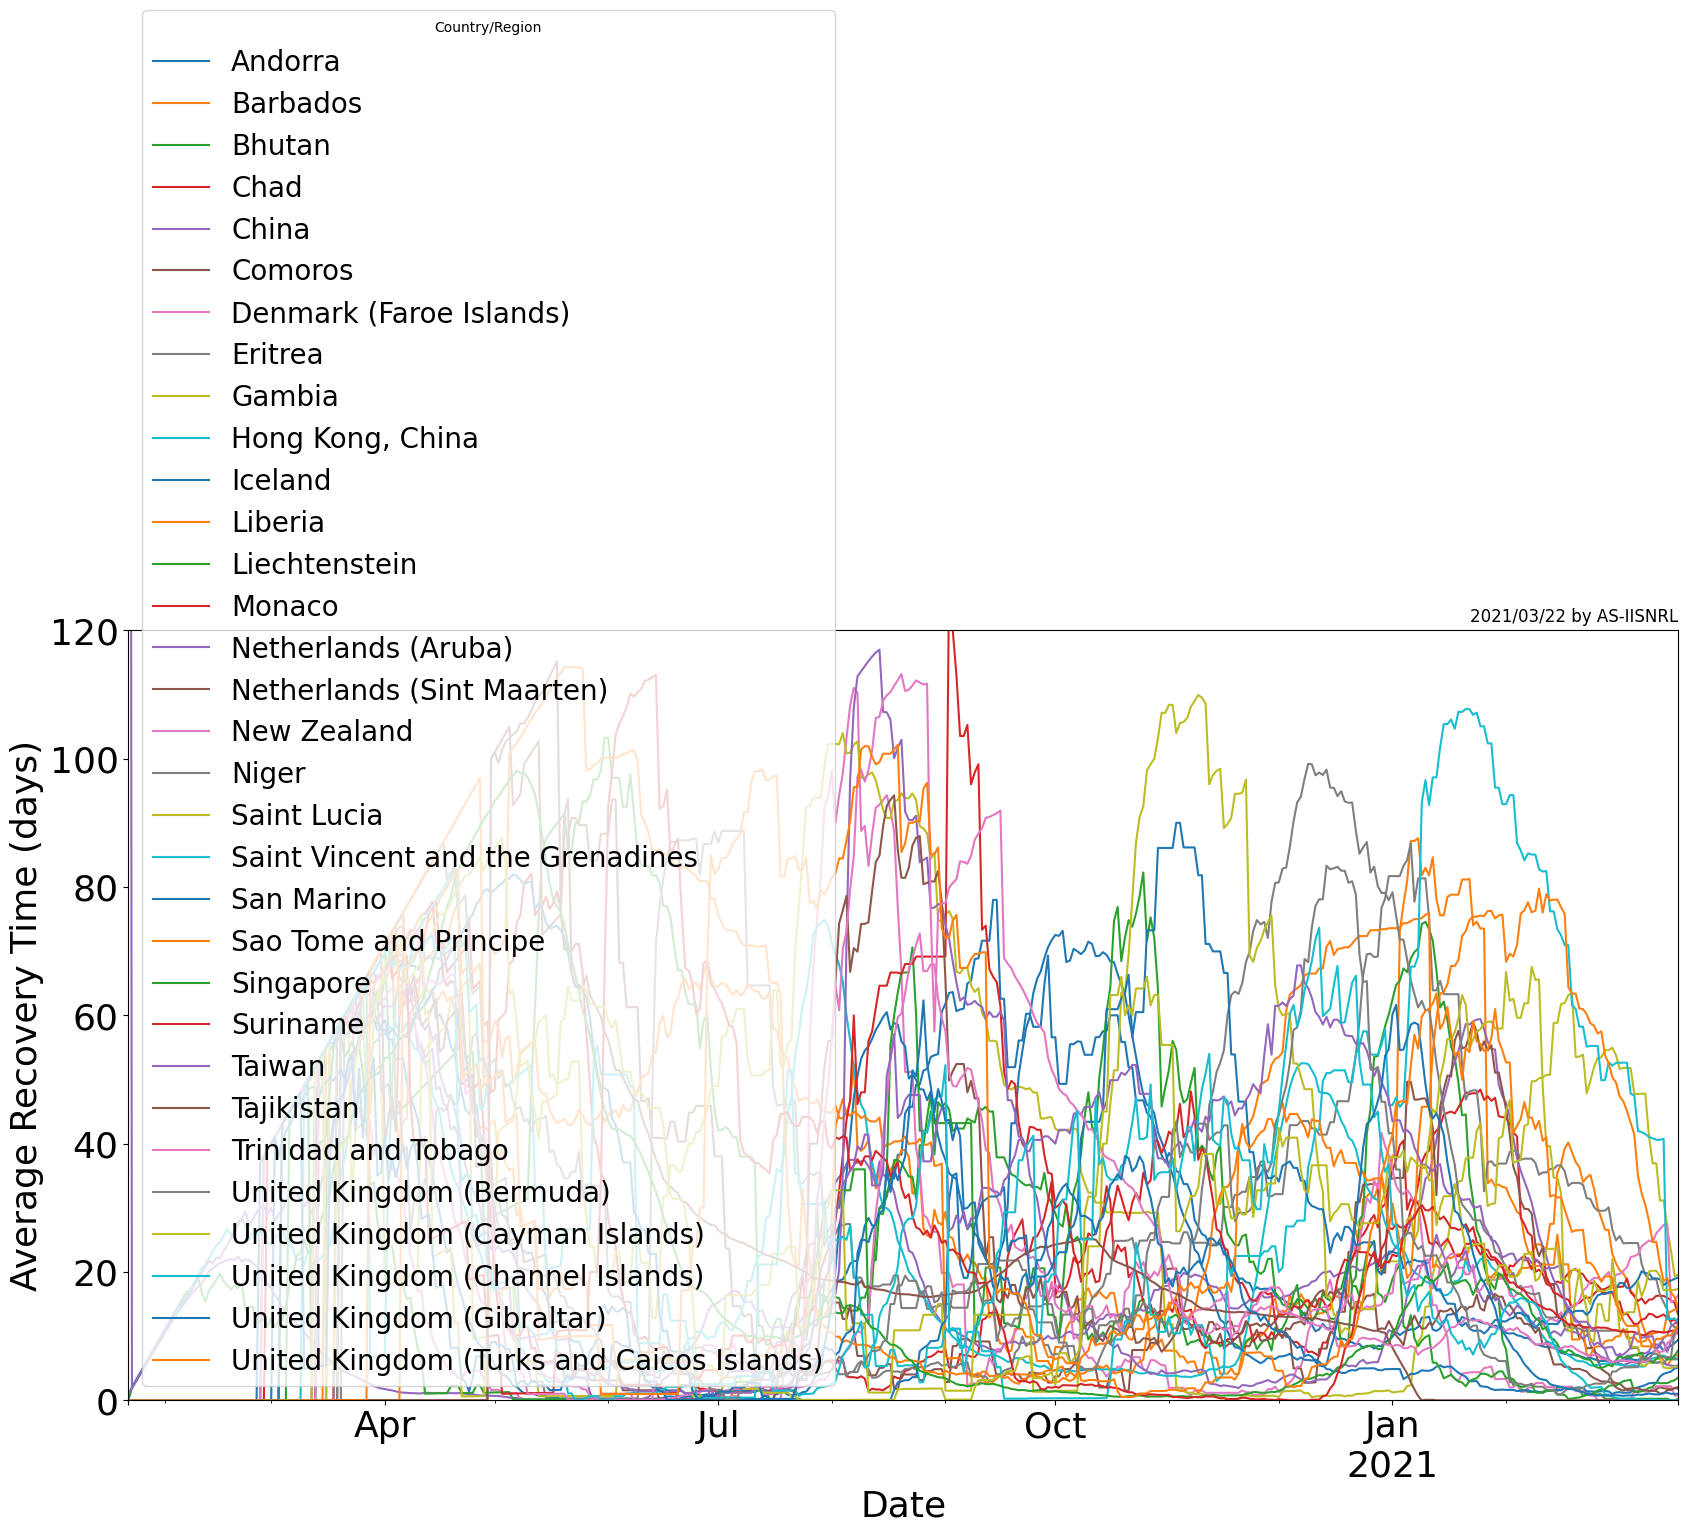 Country/Region
Andorra
Barbados
Bhutan
Chad
China
Comoros
Denmark (Faroe Islands)
Eritrea
Gambia
Hong Kong, China
Iceland
Liberia
Liechtenstein
Monaco
Netherlands (Aruba)
Netherlands (Sint Maarten)
New Zealand
Niger
Saint Lucia
Saint Vincent and the Grenadines
San Marino
Sao Tome and Principe
Singapore
Suriname
Taiwan
Tajikistan
Trinidad and Tobago
United Kingdom (Bermuda)
United Kingdom (Cayman Islands)
United Kingdom (Channel Islands)
United Kingdom (Gibraltar)
United Kingdom (Turks and Caicos Islands)
2021/03/22 by AS-IISNRL
Average Recovery Time (days)
120
100
80
60
40
20
0
Apr
Jul
Oct
Jan
2021
Date